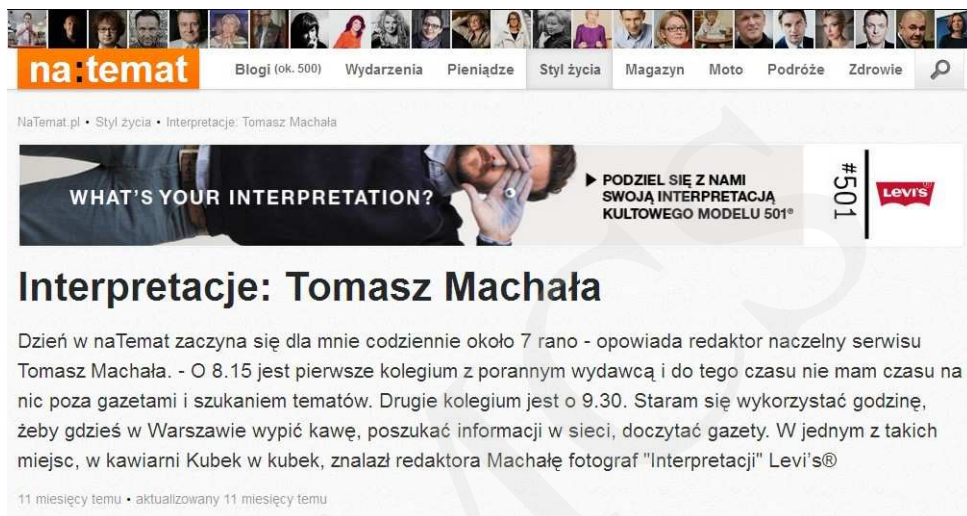 na:temat
Blogi (ok. 500) Wydarzenia Pieniądze Styl życia Magazyn Moto Podróże Zdrowie
NaTemat.pl • Styl życia • Interpretacje: Tomasz Machała
WHAT'S YOUR INTERPRETATION?
PODZIEL SIĘ Z NAMI
SWOJĄ INTERPRETACJĄ
KULTOWEGO MODELU 501®
#501
Levi's®
Interpretacje: Tomasz Machała
Dzień w naTemat zaczyna się dla mnie codziennie około 7 rano - opowiada redaktor naczelny serwisu
Tomasz Machała. - O 8.15 jest pierwsze kolegium z porannym wydawcą i do tego czasu nie mam czasu na
nic poza gazetami i szukaniem tematów. Drugie kolegium jest o 9.30. Staram się wykorzystać godzinę,
żeby gdzieś w Warszawie wypić kawę, poszukać informacji w sieci, doczytać gazety. W jednym z takich
miejsc, w kawiarni Kubek w kubek, znalazł redaktora Machałę fotograf "Interpretacji" Levi's®
11 miesięcy temu • aktualizowany 11 miesięcy temu